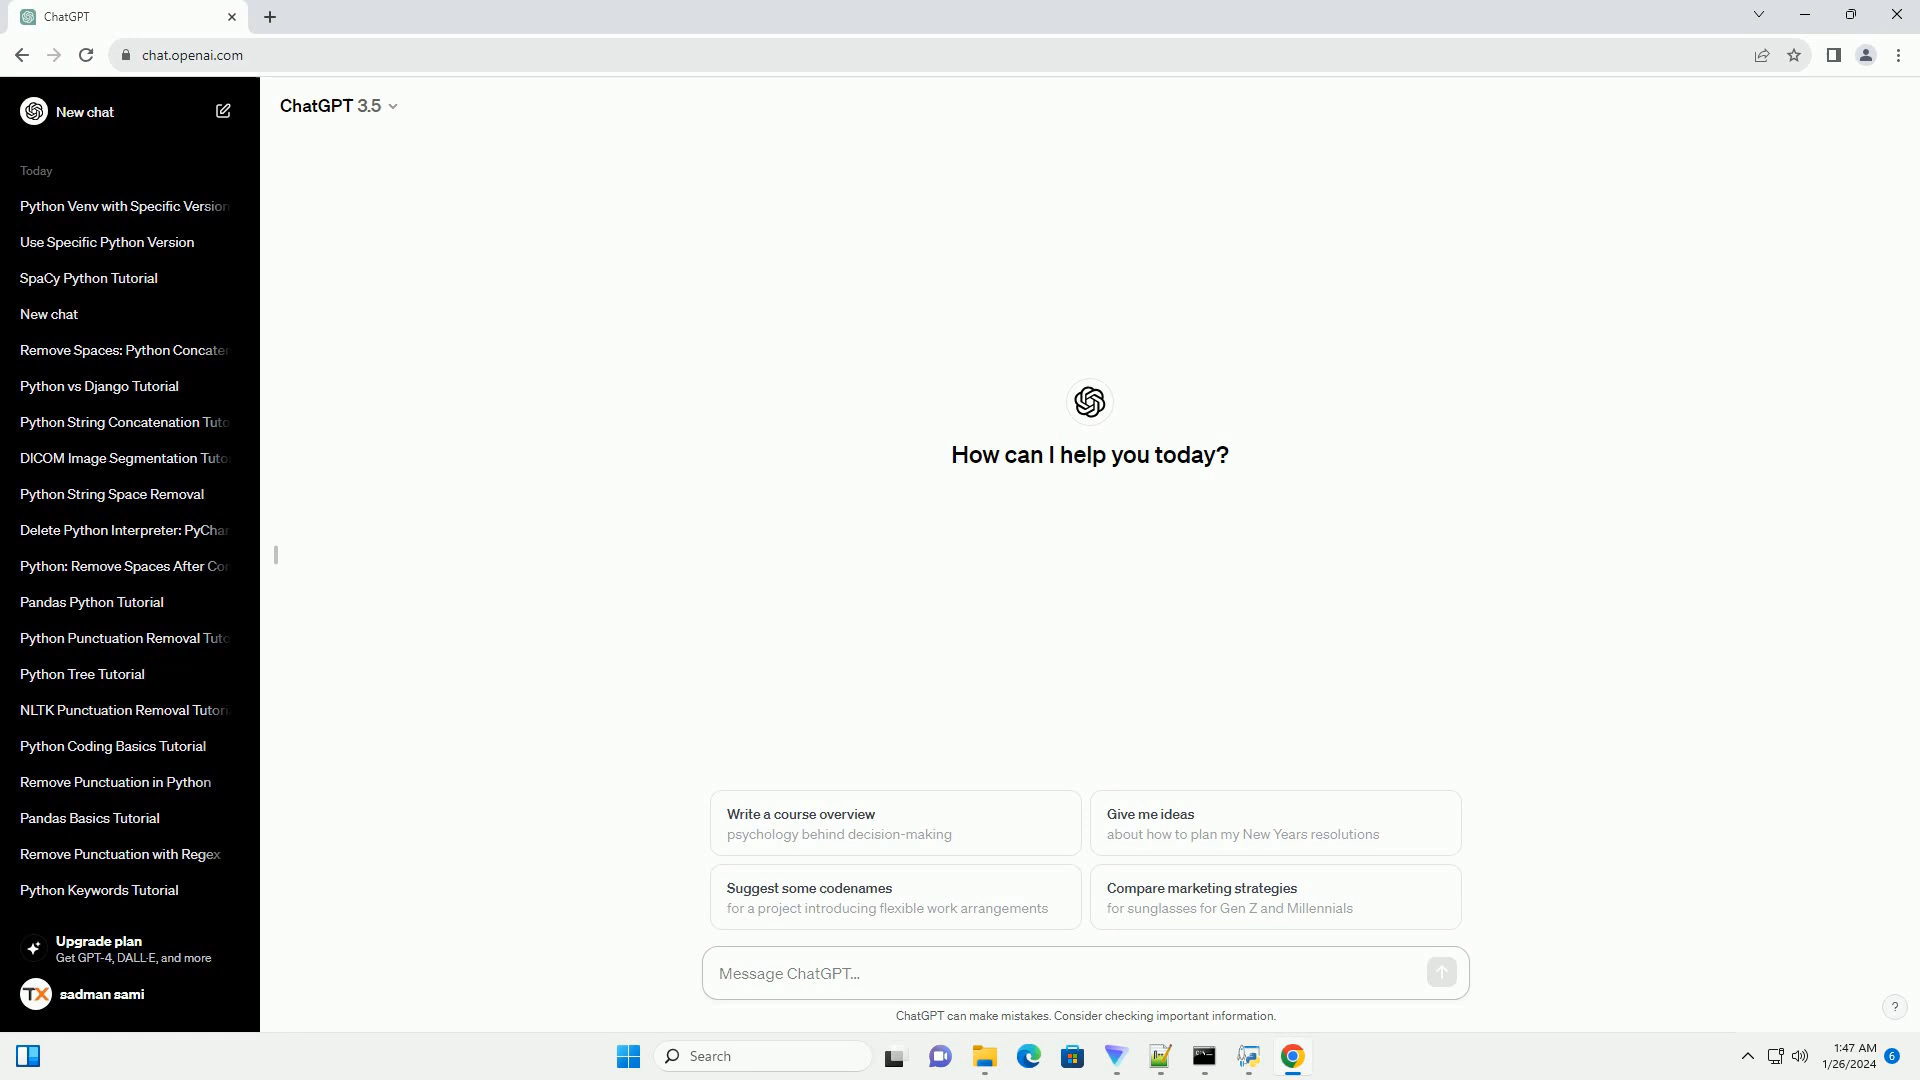 ChatGPT
chat.openai.com
New chat
ChatGPT 3.5
Today
Python Venv with Specific Version
Use Specific Python Version
SpaCy Python Tutorial
New chat
Remove Spaces: Python Concaten
Python vs Django Tutorial
Python String Concatenation Tuto
DICOM Image Segmentation Tuto
Python String Space Removal
Delete Python Interpreter: PyChar
Python: Remove Spaces After Con
Pandas Python Tutorial
Python Punctuation Removal Tuto
Python Tree Tutorial
NLTK Punctuation Removal Tutori
Python Coding Basics Tutorial
Remove Punctuation in Python
Pandas Basics Tutorial
Remove Punctuation with Regex
Python Keywords Tutorial
Upgrade plan
Get GPT-4, DALL·E, and more
TX sadman sami
How can I help you today?
Write a course overview
psychology behind decision-making
Give me ideas
about how to plan my New Years resolutions
Suggest some codenames
for a project introducing flexible work arrangements
Compare marketing strategies
for sunglasses for Gen Z and Millennials
Message ChatGPT...
ChatGPT can make mistakes. Consider checking important information.
?
Search
1:47 AM
1/26/2024
6